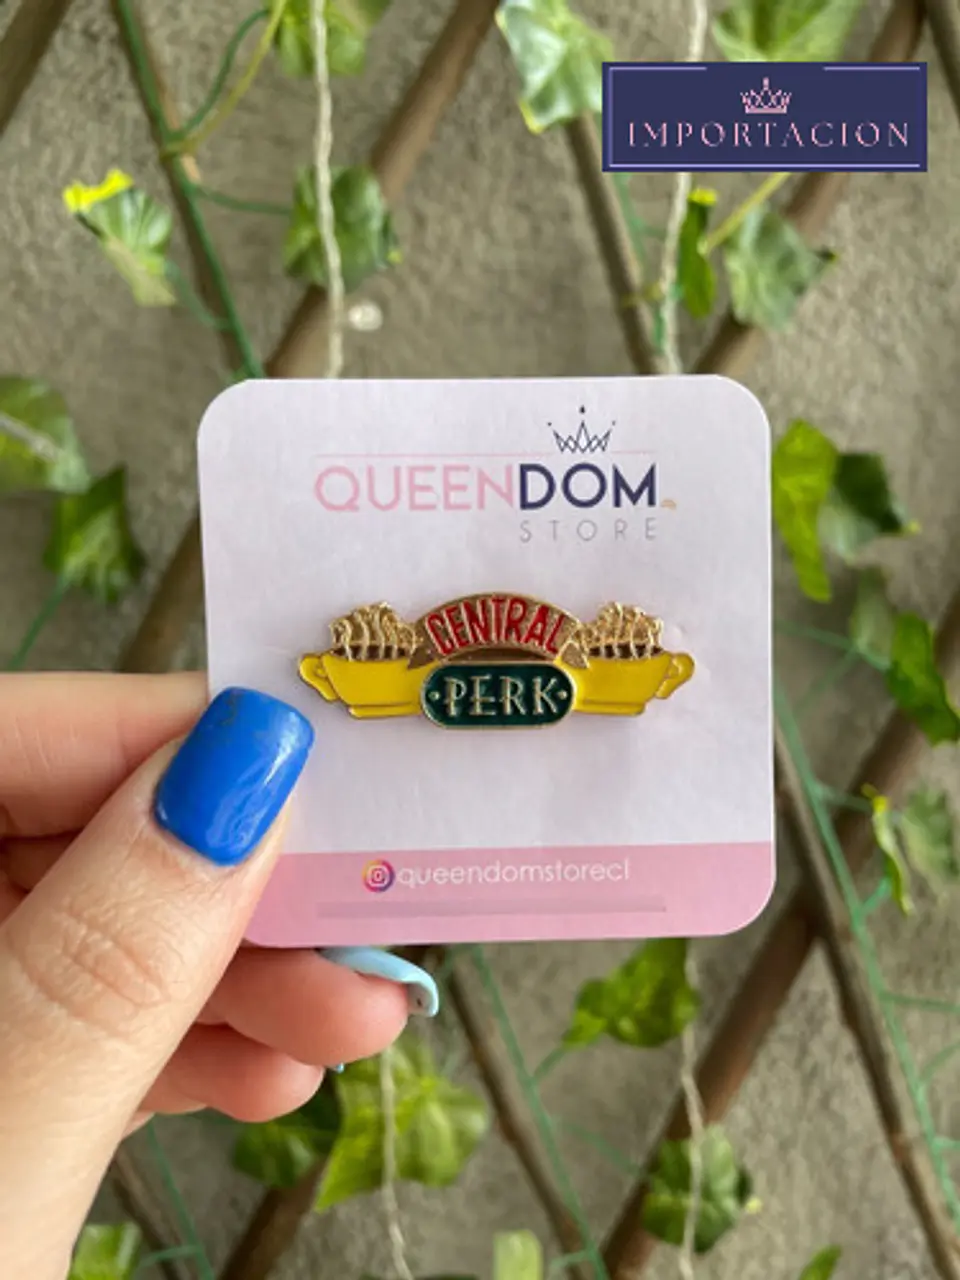 IMPORTACION
QUEENDOM
STORE
CENTRAL
·PERK·
queendomstorecl